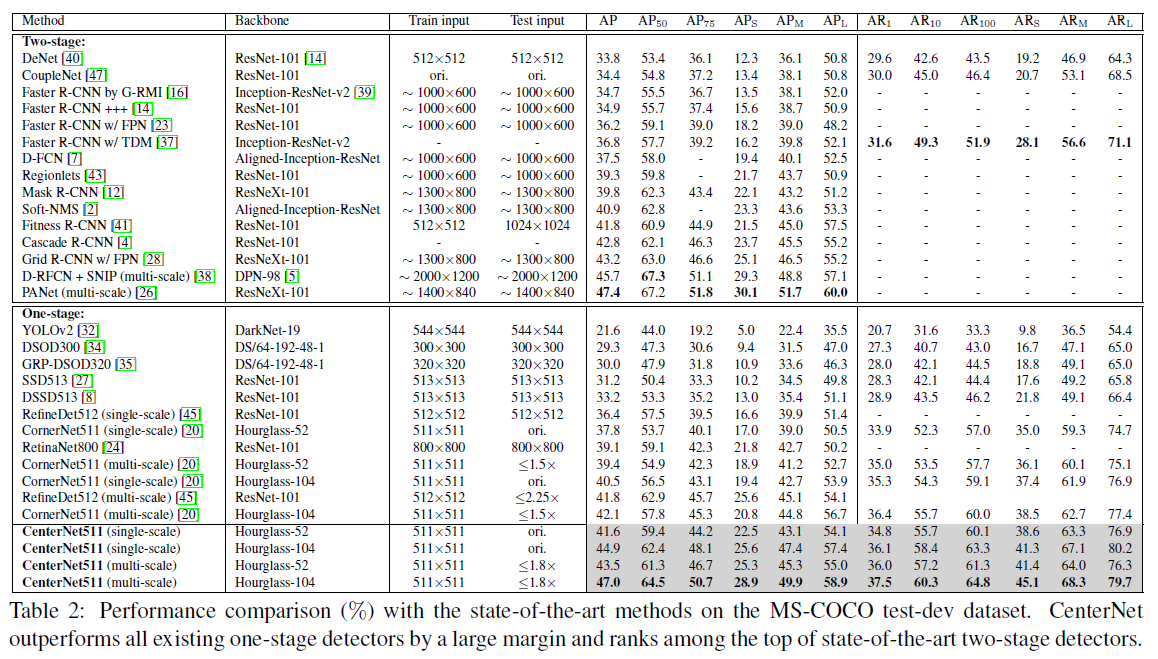 Method Backbone Train input Test input AP AP50 AP75 APS APM APL AR1 AR10 AR100 ARS ARM ARL
Two-stage:
DeNet [40] ResNet-101 [14] 512×512 512×512 33.8 53.4 36.1 12.3 36.1 50.8 29.6 42.6 43.5 19.2 46.9 64.3
CoupleNet [47] ResNet-101 ori. ori. 34.4 54.8 37.2 13.4 38.1 50.8 30.0 45.0 46.4 20.7 53.1 68.5
Faster R-CNN by G-RMI [16] Inception-ResNet-v2 [39] ∼ 1000×600 ∼ 1000×600 34.7 55.5 36.7 13.5 38.1 52.0 - - - - - -
Faster R-CNN +++ [14] ResNet-101 ∼ 1000×600 ∼ 1000×600 34.9 55.7 37.4 15.6 38.7 50.9 - - - - - -
Faster R-CNN w/ FPN [23] ResNet-101 ∼ 1000×600 ∼ 1000×600 36.2 59.1 39.0 18.2 39.0 48.2 - - - - - -
Faster R-CNN w/ TDM [37] Inception-ResNet-v2 - - 36.8 57.7 39.2 16.2 39.8 52.1 31.6 49.3 51.9 28.1 56.6 71.1
D-FCN [7] Aligned-Inception-ResNet ∼ 1000×600 ∼ 1000×600 37.5 58.0 - 19.4 40.1 52.5 - - - - - -
Regionlets [43] ResNet-101 ∼ 1000×600 ∼ 1000×600 39.3 59.8 - 21.7 43.7 50.9 - - - - - -
Mask R-CNN [12] ResNeXt-101 ∼ 1300×800 ∼ 1300×800 39.8 62.3 43.4 22.1 43.2 51.2 - - - - - -
Soft-NMS [2] Aligned-Inception-ResNet ∼ 1300×800 ∼ 1300×800 40.9 62.8 - 23.3 43.6 53.3 - - - - - -
Fitness R-CNN [41] ResNet-101 512×512 1024×1024 41.8 60.9 44.9 21.5 45.0 57.5 - - - - - -
Cascade R-CNN [4] ResNet-101 - - 42.8 62.1 46.3 23.7 45.5 55.2 - - - - - -
Grid R-CNN w/ FPN [28] ResNeXt-101 ∼ 1300×800 ∼ 1300×800 43.2 63.0 46.6 25.1 46.5 55.2 - - - - - -
D-RFCN + SNIP (multi-scale) [38] DPN-98 [5] ∼ 2000×1200 ∼ 2000×1200 45.7 67.3 51.1 29.3 48.8 57.1 - - - - - -
PANet (multi-scale) [26] ResNeXt-101 ∼ 1400×840 ∼ 1400×840 47.4 67.2 51.8 30.1 51.7 60.0 - - - - - -
One-stage:
YOLOv2 [32] DarkNet-19 544×544 544×544 21.6 44.0 19.2 5.0 22.4 35.5 20.7 31.6 33.3 9.8 36.5 54.4
DSOD300 [34] DS/64-192-48-1 300×300 300×300 29.3 47.3 30.6 9.4 31.5 47.0 27.3 40.7 43.0 16.7 47.1 65.0
GRP-DSOD320 [35] DS/64-192-48-1 320×320 320×320 30.0 47.9 31.8 10.9 33.6 46.3 28.0 42.1 44.5 18.8 49.1 65.0
SSD513 [27] ResNet-101 513×513 513×513 31.2 50.4 33.3 10.2 34.5 49.8 28.3 42.1 44.4 17.6 49.2 65.8
DSSD513 [8] ResNet-101 513×513 513×513 33.2 53.3 35.2 13.0 35.4 51.1 28.9 43.5 46.2 21.8 49.1 66.4
RefineDet512 (single-scale) [45] ResNet-101 512×512 512×512 36.4 57.5 39.5 16.6 39.9 51.4 - - - - - -
CornerNet511 (single-scale) [20] Hourglass-52 511×511 ori. 37.8 53.7 40.1 17.0 39.0 50.5 33.9 52.3 57.0 35.0 59.3 74.7
RetinaNet800 [24] ResNet-101 800×800 800×800 39.1 59.1 42.3 21.8 42.7 50.2 - - - - - -
CornerNet511 (multi-scale) [20] Hourglass-52 511×511 ≤1.5× 39.4 54.9 42.3 18.9 41.2 52.7 35.0 53.5 57.7 36.1 60.1 75.1
CornerNet511 (single-scale) [20] Hourglass-104 511×511 ori. 40.5 56.5 43.1 19.4 42.7 53.9 35.3 54.3 59.1 37.4 61.9 76.9
RefineDet512 (multi-scale) [45] ResNet-101 512×512 ≤2.25× 41.8 62.9 45.7 25.6 45.1 54.1 - - - - - -
CornerNet511 (multi-scale) [20] Hourglass-104 511×511 ≤1.5× 42.1 57.8 45.3 20.8 44.8 56.7 36.4 55.7 60.0 38.5 62.7 77.4
CenterNet511 (single-scale) Hourglass-52 511×511 ori. 41.6 59.4 44.2 22.5 43.1 54.1 34.8 55.7 60.1 38.6 63.3 76.9
CenterNet511 (single-scale) Hourglass-104 511×511 ori. 44.9 62.4 48.1 25.6 47.4 57.4 36.1 58.4 63.3 41.3 67.1 80.2
CenterNet511 (multi-scale) Hourglass-52 511×511 ≤1.8× 43.5 61.3 46.7 25.3 45.3 55.0 36.0 57.2 61.3 41.4 64.0 76.3
CenterNet511 (multi-scale) Hourglass-104 511×511 ≤1.8× 47.0 64.5 50.7 28.9 49.9 58.9 37.5 60.3 64.8 45.1 68.3 79.7
Table 2: Performance comparison (%) with the state-of-the-art methods on the MS-COCO test-dev dataset. CenterNet
outperforms all existing one-stage detectors by a large margin and ranks among the top of state-of-the-art two-stage detectors.